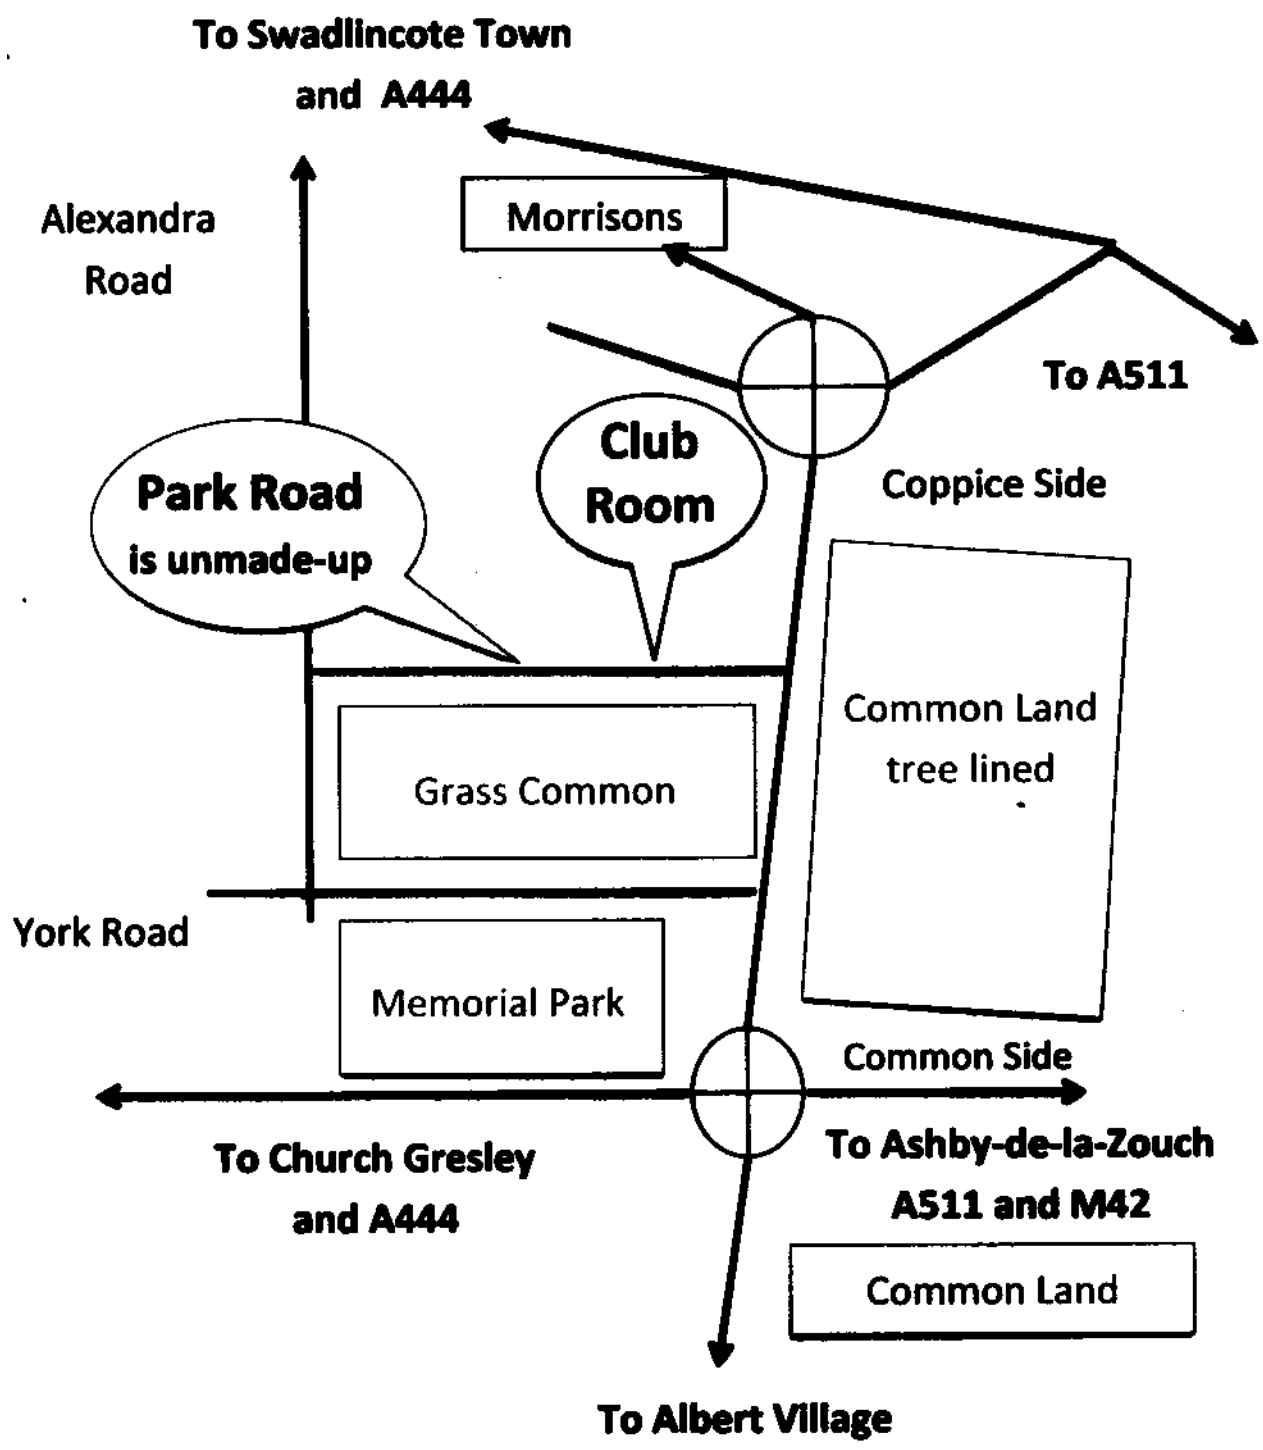 To Swadlincote Town
and A444
Alexandra
Road
Morrisons
To A511
Club
Room
Coppice Side
Park Road
is unmade-up
Common Land
tree lined
Grass Common
York Road
Memorial Park
Common Side
To Church Gresley
and A444
To Ashby-de-la-Zouch
A511 and M42
Common Land
To Albert Village